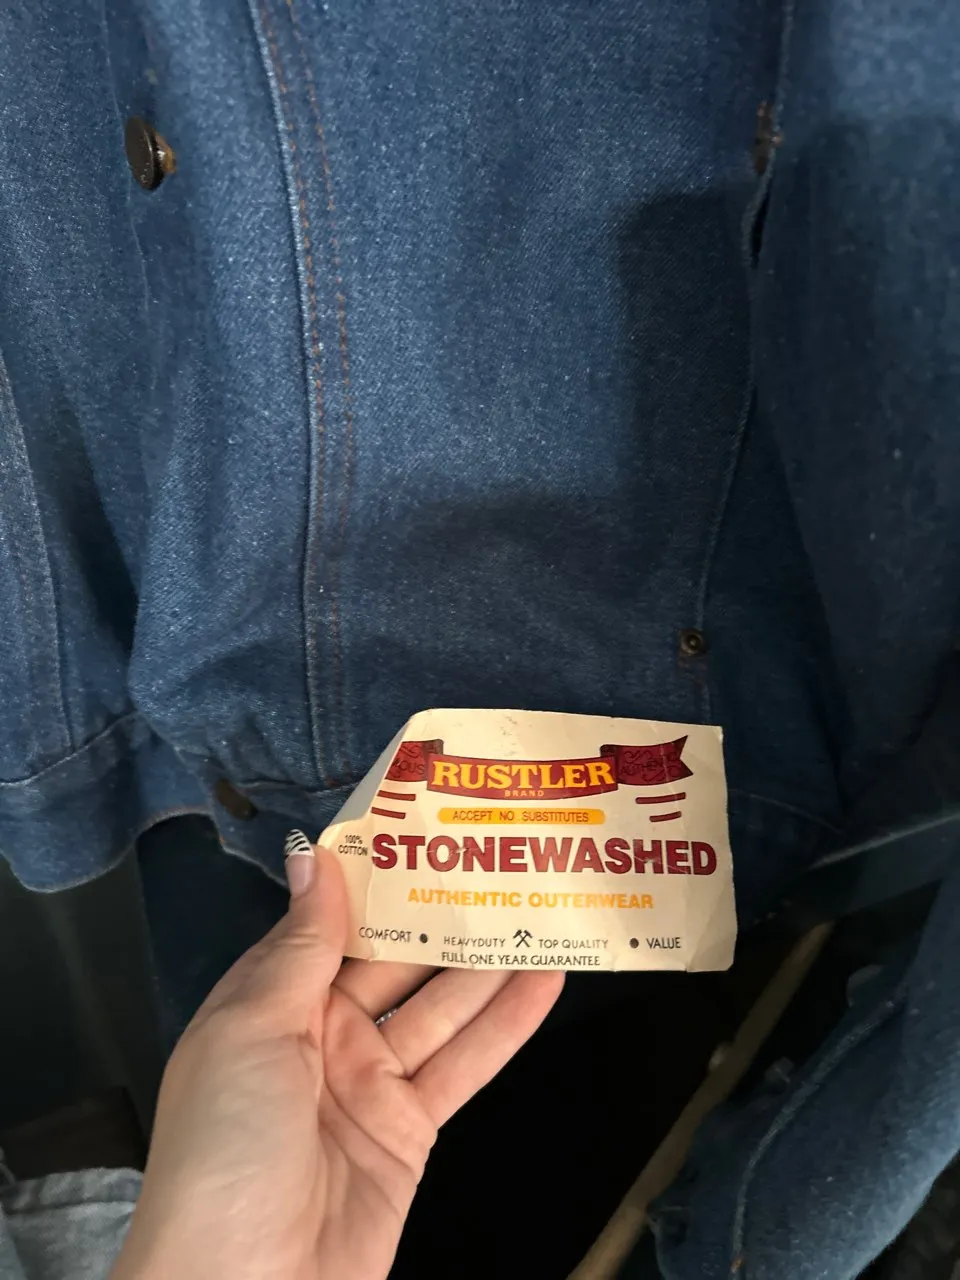 RUSTLER
BRAND
ACCEPT NO SUBSTITUTES
100%
COTTON
STONEWASHED
AUTHENTIC OUTERWEAR
COMFORT • HEAVYDUTY TOP QUALITY • VALUE
FULL ONE YEAR GUARANTEE